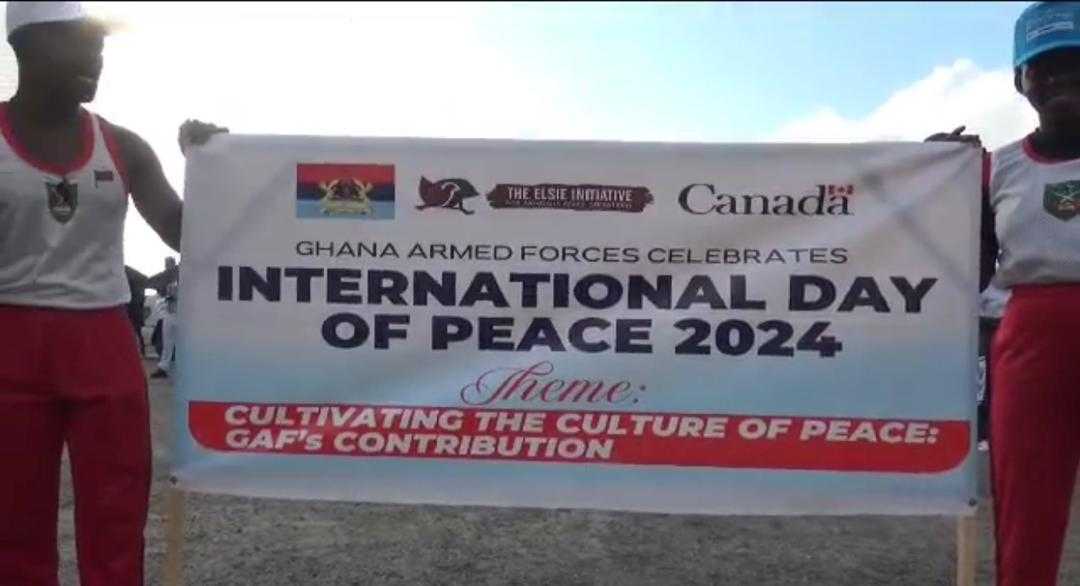 THE ELSIE INITIATIVE
Canada
GHANA ARMED FORCES CELEBRATES
INTERNATIONAL DAY
OF PEACE 2024
Theme:
CULTIVATING THE CULTURE OF PEACE:
GAF's CONTRIBUTION